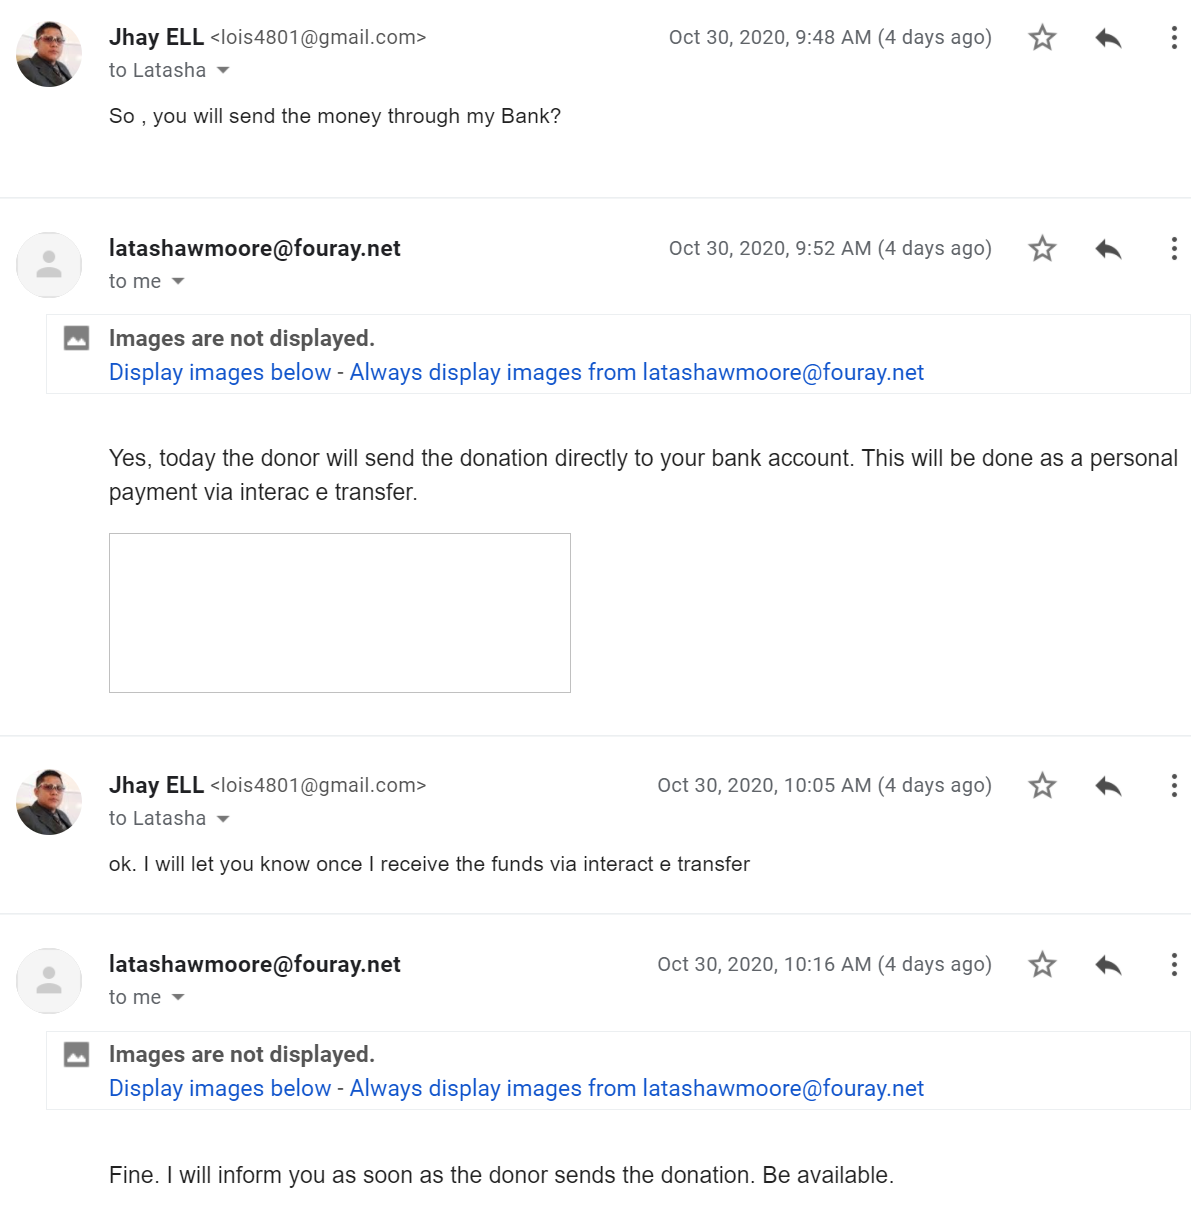 Jhay ELL <lois4801@gmail.com> Oct 30, 2020, 9:48 AM (4 days ago)
to Latasha
So , you will send the money through my Bank?
latashawmoore@fouray.net Oct 30, 2020, 9:52 AM (4 days ago)
to me
Images are not displayed.
Display images below - Always display images from latashawmoore@fouray.net
Yes, today the donor will send the donation directly to your bank account. This will be done as a personal
payment via interac e transfer.
Jhay ELL <lois4801@gmail.com> Oct 30, 2020, 10:05 AM (4 days ago)
to Latasha
ok. I will let you know once I receive the funds via interact e transfer
latashawmoore@fouray.net Oct 30, 2020, 10:16 AM (4 days ago)
to me
Images are not displayed.
Display images below - Always display images from latashawmoore@fouray.net
Fine. I will inform you as soon as the donor sends the donation. Be available.